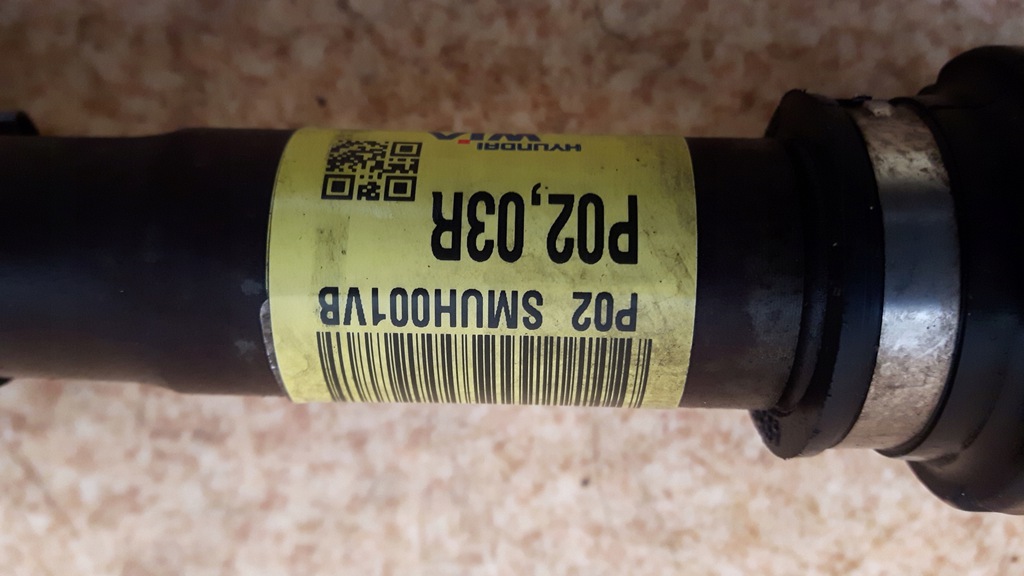 HYUNDAI
WIA
P02,03R
P02 SMUH001VB